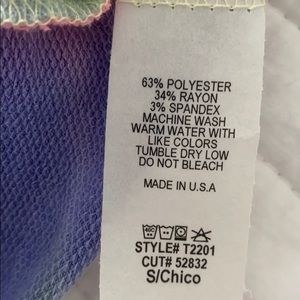 63% POLYESTER
34% RAYON
3% SPANDEX
MACHINE WASH
WARM WATER WITH
LIKE COLORS
TUMBLE DRY LOW
DO NOT BLEACH
MADE IN U.S.A
STYLE# T2201
CUT# 52832
S/Chico